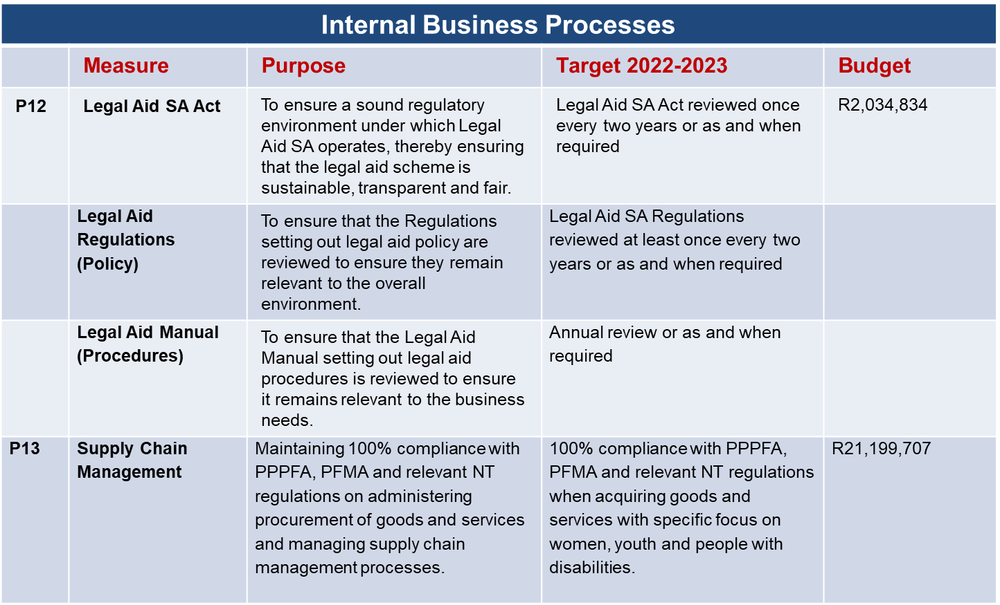 Internal Business Processes
Measure
Purpose
Target 2022-2023
Budget
P12
Legal Aid SA Act
To ensure a sound regulatory
environment under which Legal
Aid SA operates, thereby ensuring
that the legal aid scheme is
sustainable, transparent and fair.
Legal Aid SA Act reviewed once
every two years or as and when
required
R2,034,834
Legal Aid
Regulations
(Policy)
To ensure that the Regulations
setting out legal aid policy are
reviewed to ensure they remain
relevant to the overall
environment.
Legal Aid SA Regulations
reviewed at least once every two
years or as and when required
Legal Aid Manual
(Procedures)
To ensure that the Legal Aid
Manual setting out legal aid
procedures is reviewed to ensure
it remains relevant to the business
needs.
Annual review or as and when
required
P13
Supply Chain
Management
Maintaining 100% compliance with
PPPFA, PFMA and relevant NT
regulations on administering
procurement of goods and services
and managing supply chain
management processes.
100% compliance with PPPFA,
PFMA and relevant NT regulations
when acquiring goods and
services with specific focus on
women, youth and people with
disabilities.
R21,199,707